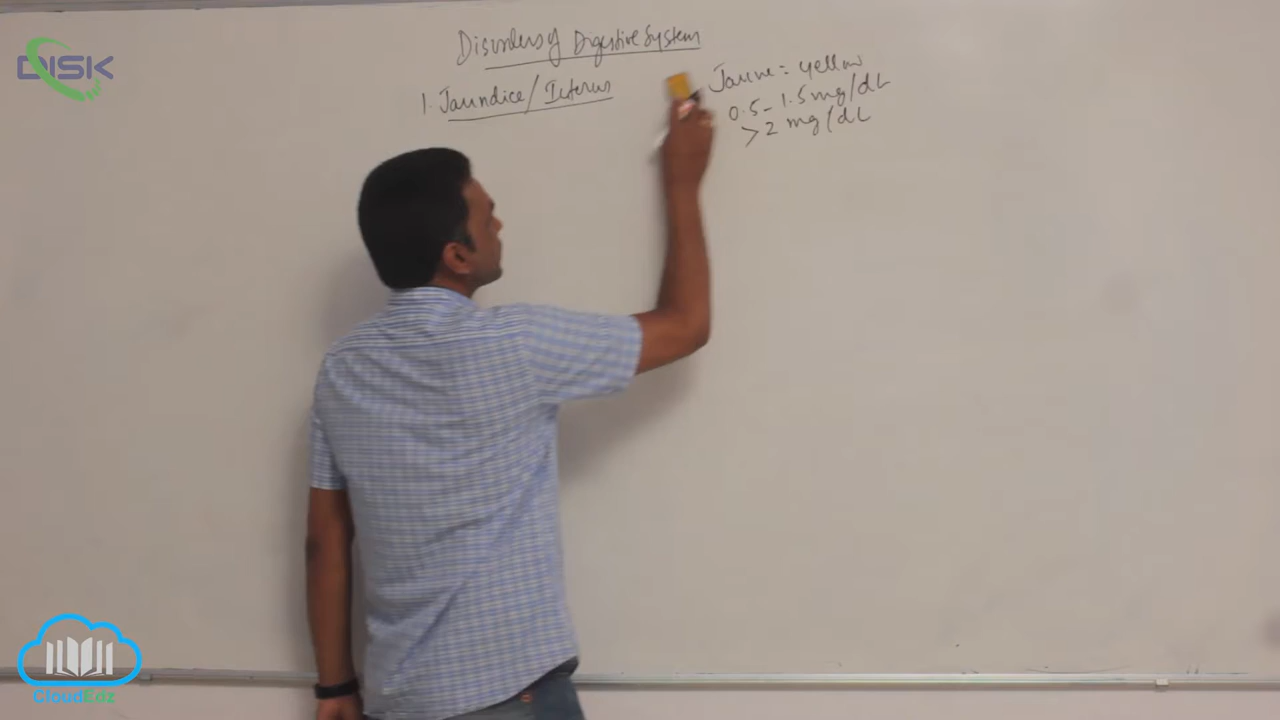 DISK
Disorders of Digestive System
1. Jaundice / Icterus
Jaune = yellow
0.5 - 1.5 mg/dL
>2 mg/dL
CloudEdz